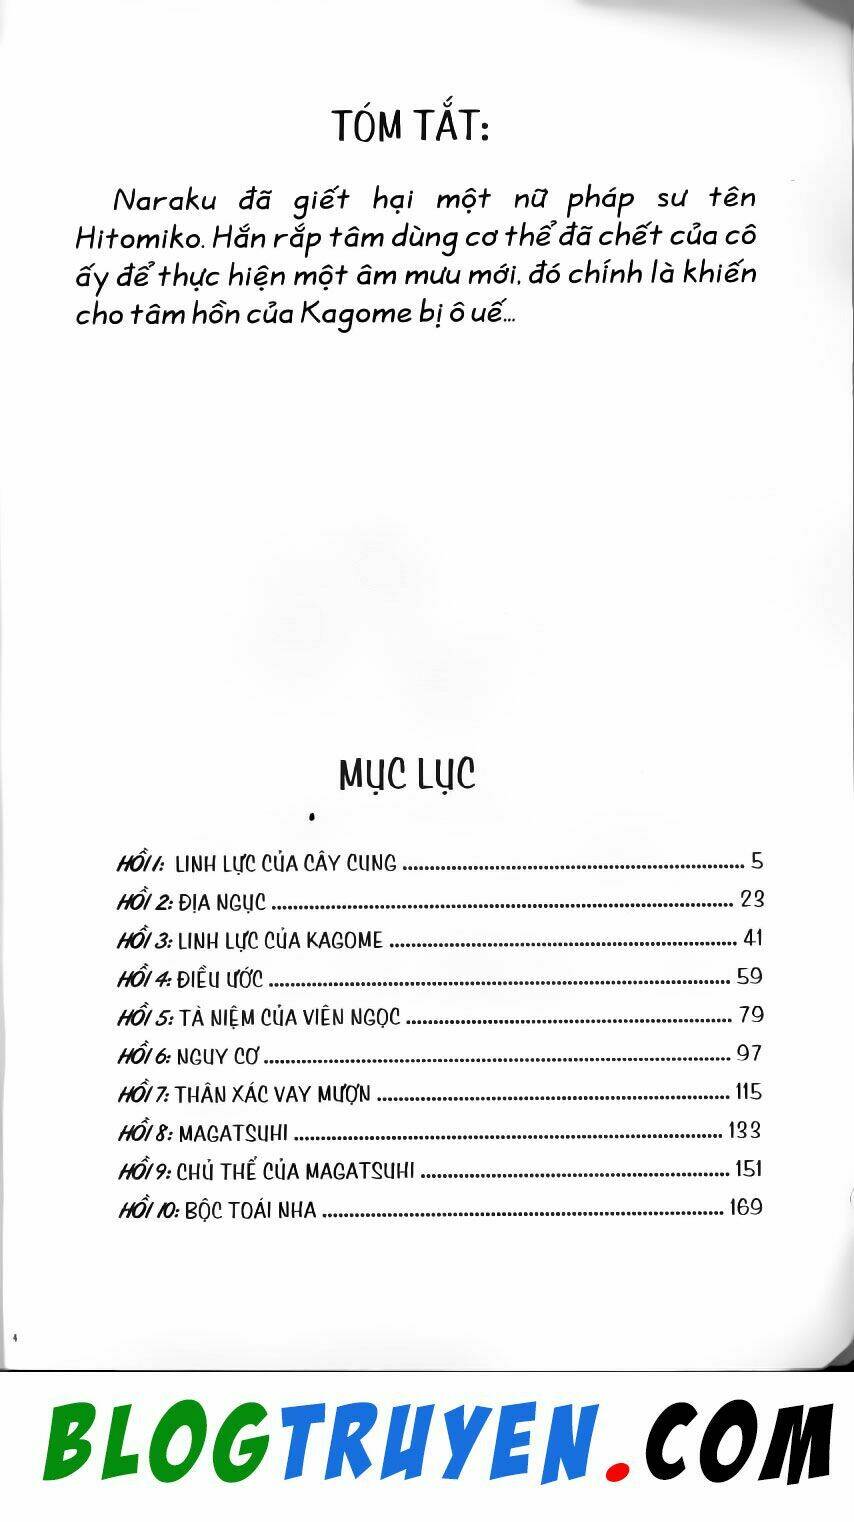 TÓM TẮT:
Naraku đã giết hại một nữ pháp sư tên
Hitomiko. Hắn rắp tâm dùng cơ thể đã chết của cô
ấy để thực hiện một âm mưu mới, đó chính là khiến
cho tâm hồn của Kagome bị ô uế...
MỤC LỤC
HỒI 1: LINH LỰC CỦA CÂY CUNG ........ 5
HỒI 2: ĐỊA NGỤC ........ 23
HỒI 3: LINH LỰC CỦA KAGOME ........ 41
HỒI 4: ĐIỀU ƯỚC ........ 59
HỒI 5: TÀ NIỆM CỦA VIÊN NGỌC ........ 79
HỒI 6: NGUY CƠ ........ 97
HỒI 7: THÂN XÁC VAY MƯỢN ........ 115
HỒI 8: MAGATSUHI ........ 133
HỒI 9: CHỦ THỂ CỦA MAGATSUHI ........ 151
HỒI 10: BỘC TOÁI NHA ........ 169
4
BLOGTRUYEN.COM